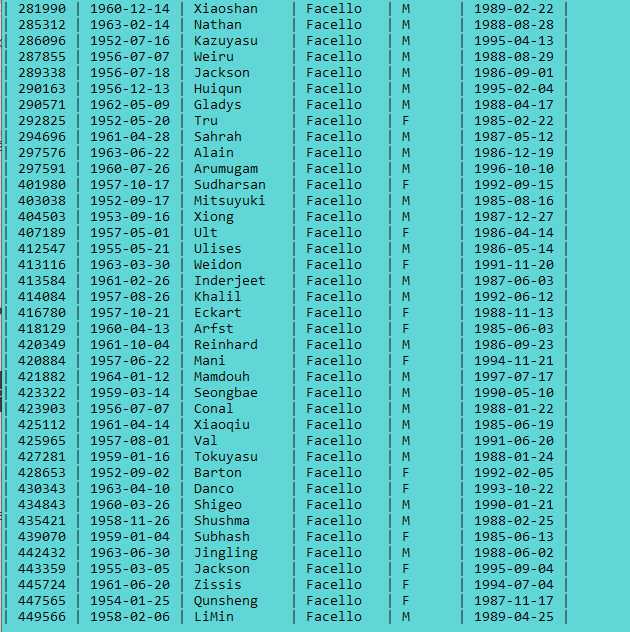 | 281990 | 1960-12-14 | Xiaoshan | Facello | M | 1989-02-22 |
| 285312 | 1963-02-14 | Nathan | Facello | M | 1988-08-28 |
| 286096 | 1952-07-16 | Kazuyasu | Facello | M | 1995-04-13 |
| 287855 | 1956-07-07 | Weiru | Facello | M | 1988-08-29 |
| 289338 | 1956-07-18 | Jackson | Facello | M | 1986-09-01 |
| 290163 | 1956-12-13 | Huiqun | Facello | M | 1995-02-04 |
| 290571 | 1962-05-09 | Gladys | Facello | M | 1988-04-17 |
| 292825 | 1952-05-20 | Tru | Facello | F | 1985-02-22 |
| 294696 | 1961-04-28 | Sahrah | Facello | M | 1987-05-12 |
| 297576 | 1963-06-22 | Alain | Facello | M | 1986-12-19 |
| 297591 | 1960-07-26 | Arumugam | Facello | M | 1996-10-10 |
| 401980 | 1957-10-17 | Sudharsan | Facello | F | 1992-09-15 |
| 403038 | 1952-09-17 | Mitsuyuki | Facello | M | 1985-08-16 |
| 404503 | 1953-09-16 | Xiong | Facello | M | 1987-12-27 |
| 407189 | 1957-05-01 | Ult | Facello | F | 1986-04-14 |
| 412547 | 1955-05-21 | Ulises | Facello | M | 1986-05-14 |
| 413116 | 1963-03-30 | Weidon | Facello | F | 1991-11-20 |
| 413584 | 1961-02-26 | Inderjeet | Facello | M | 1987-06-03 |
| 414084 | 1957-08-26 | Khalil | Facello | M | 1992-06-12 |
| 416780 | 1957-10-21 | Eckart | Facello | F | 1988-11-13 |
| 418129 | 1960-04-13 | Arfst | Facello | F | 1985-06-03 |
| 420349 | 1961-10-04 | Reinhard | Facello | M | 1986-09-23 |
| 420884 | 1957-06-22 | Mani | Facello | F | 1994-11-21 |
| 421882 | 1964-01-12 | Mamdouh | Facello | M | 1997-07-17 |
| 423322 | 1959-03-14 | Seongbae | Facello | M | 1990-05-10 |
| 423903 | 1956-07-07 | Conal | Facello | M | 1988-01-22 |
| 425112 | 1961-04-14 | Xiaoqiu | Facello | M | 1985-06-19 |
| 425965 | 1957-08-01 | Val | Facello | M | 1991-06-20 |
| 427281 | 1959-01-16 | Tokuyasu | Facello | M | 1988-01-24 |
| 428653 | 1952-09-02 | Barton | Facello | F | 1992-02-05 |
| 430343 | 1963-04-10 | Danco | Facello | F | 1993-10-22 |
| 434843 | 1960-03-26 | Shigeo | Facello | M | 1990-01-21 |
| 435421 | 1958-11-26 | Shushma | Facello | M | 1988-02-25 |
| 439070 | 1959-01-04 | Subhash | Facello | F | 1985-06-13 |
| 442432 | 1963-06-30 | Jingling | Facello | M | 1988-06-02 |
| 443359 | 1955-03-05 | Jackson | Facello | F | 1995-09-04 |
| 445724 | 1961-06-20 | Zissis | Facello | F | 1994-07-04 |
| 447565 | 1954-01-25 | Qunsheng | Facello | F | 1987-11-17 |
| 449566 | 1958-02-06 | LiMin | Facello | M | 1989-04-25 |